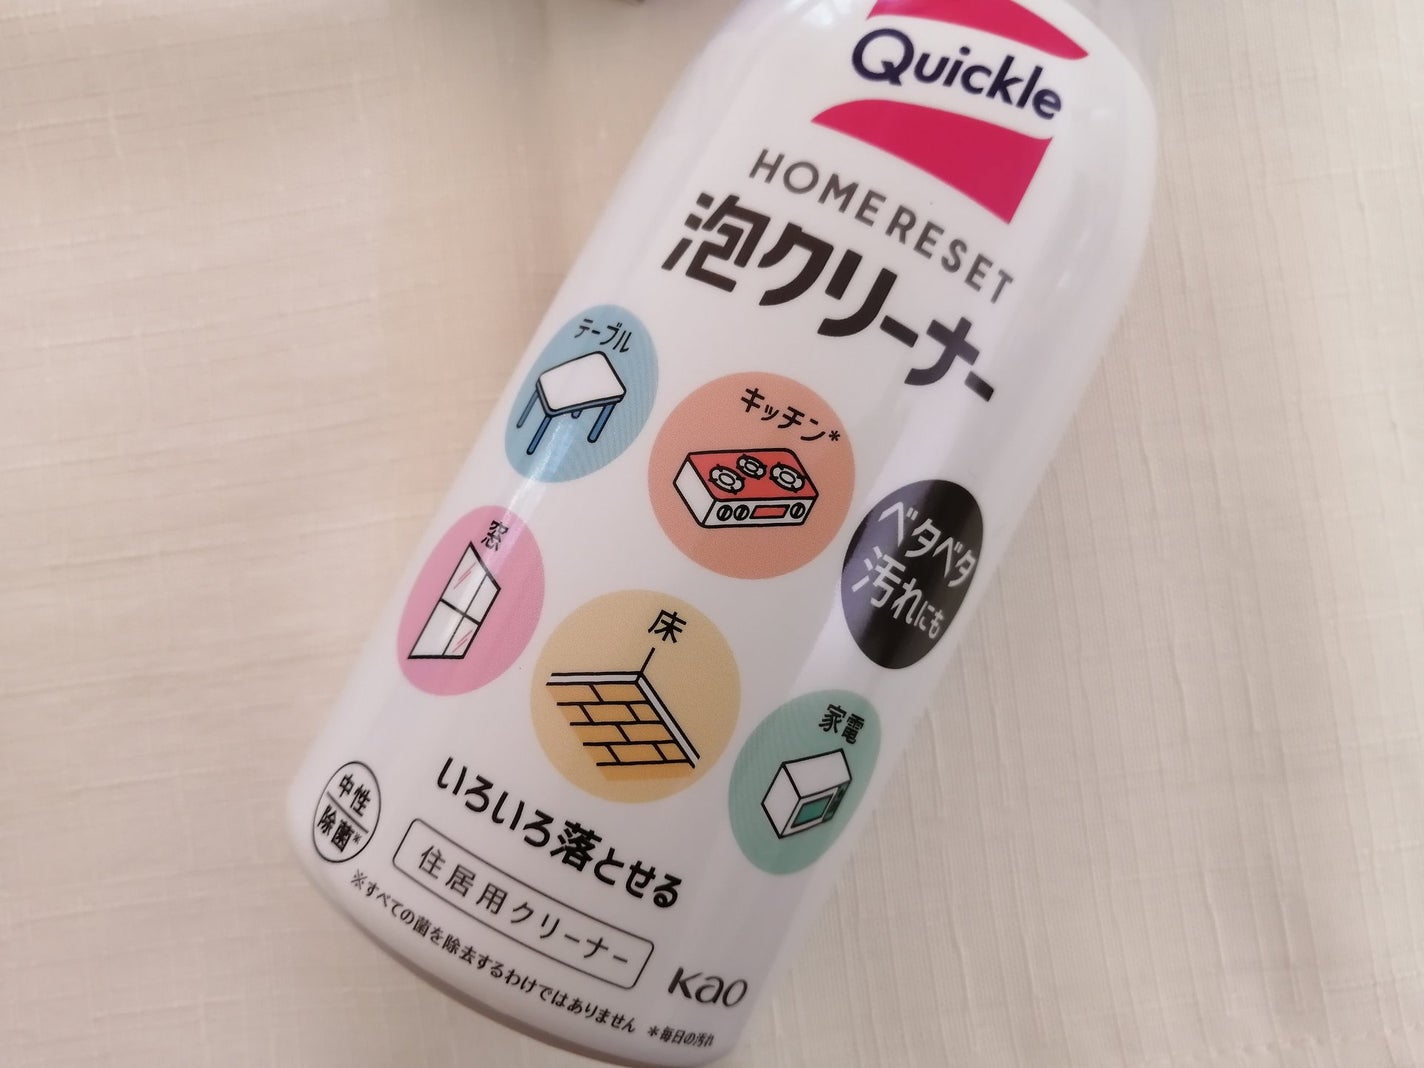 Quickle
HOME RESET
泡クリーナー
テーブル
キッチン*
窓
床
ベタベタ
汚れにも
家電
いろいろ落とせる
中性
除菌※
住居用クリーナー
Kao
※すべての菌を除去するわけではありません *毎日の汚れ